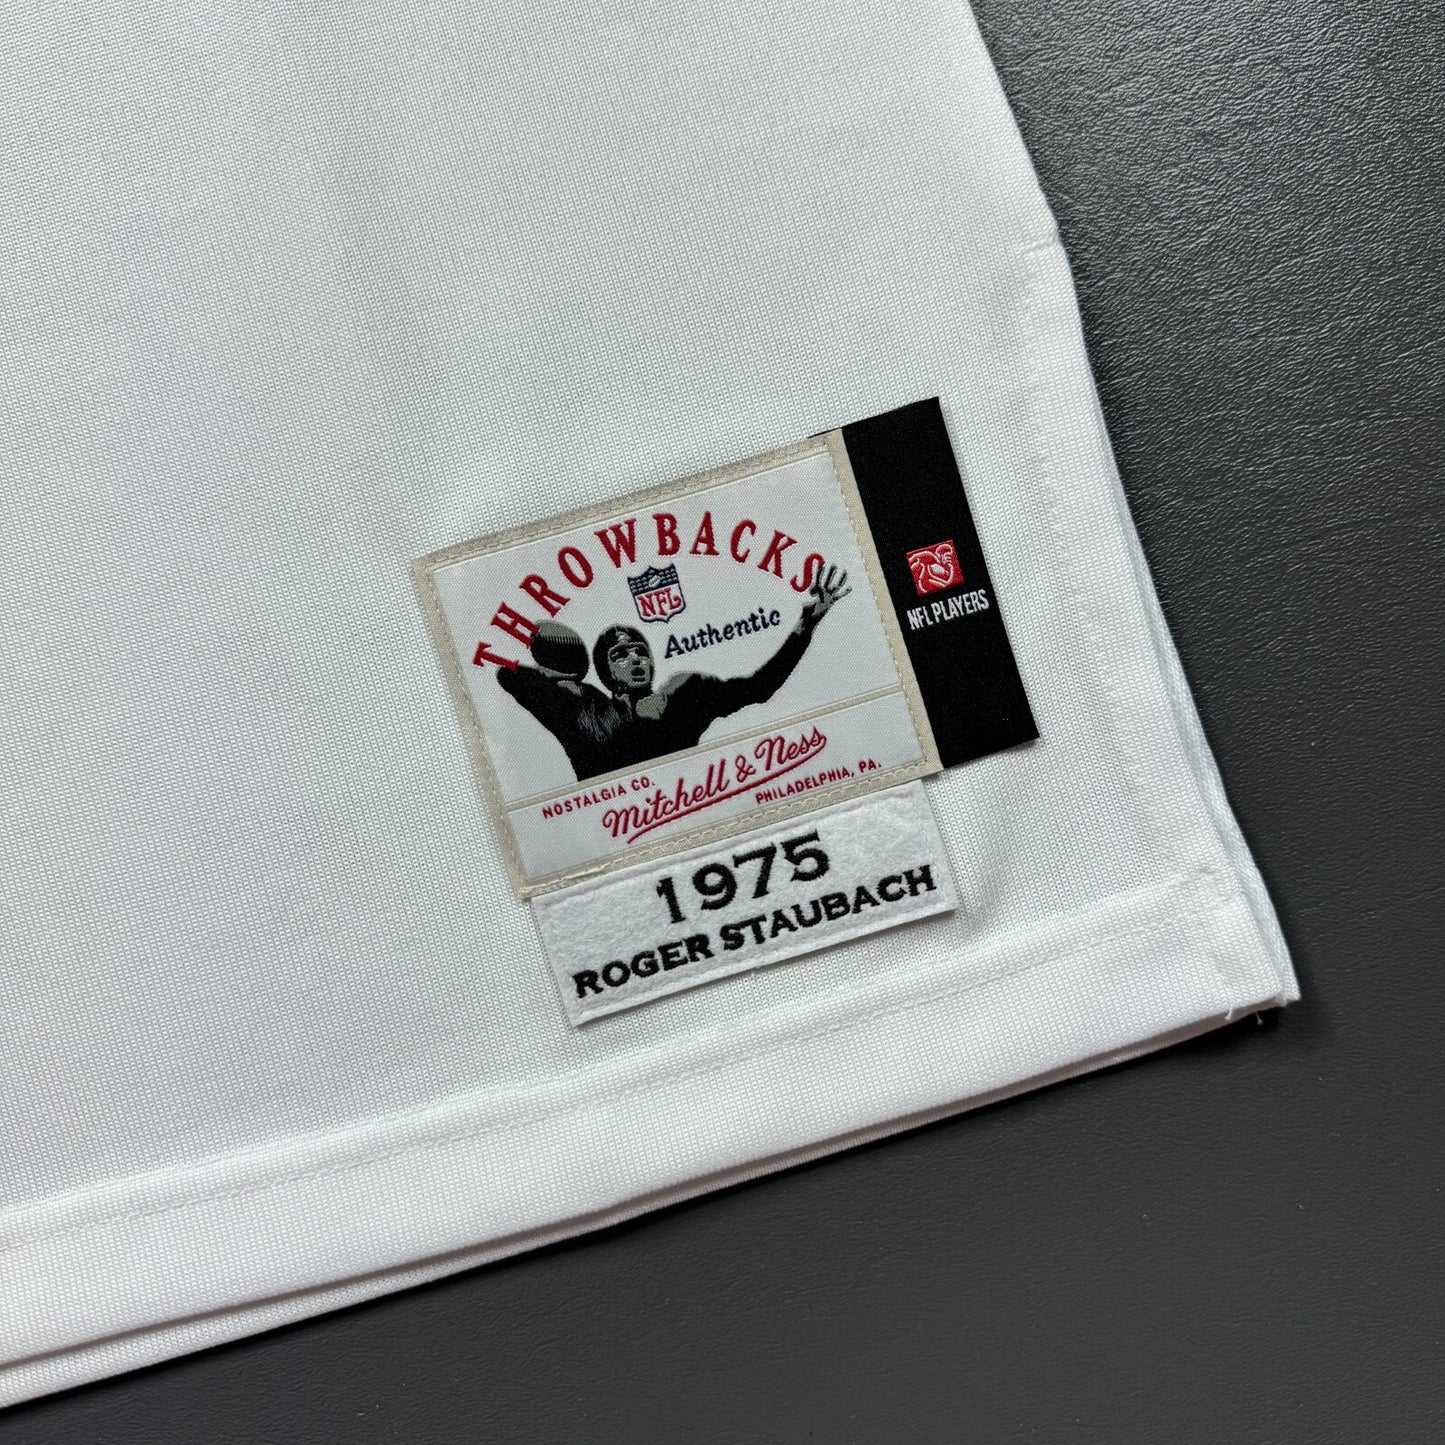 THROWBACKS
NFL
Authentic
NFL PLAYERS
NOSTALGIA CO. Mitchell & Ness PHILADELPHIA, PA.
1975
ROGER STAUBACH